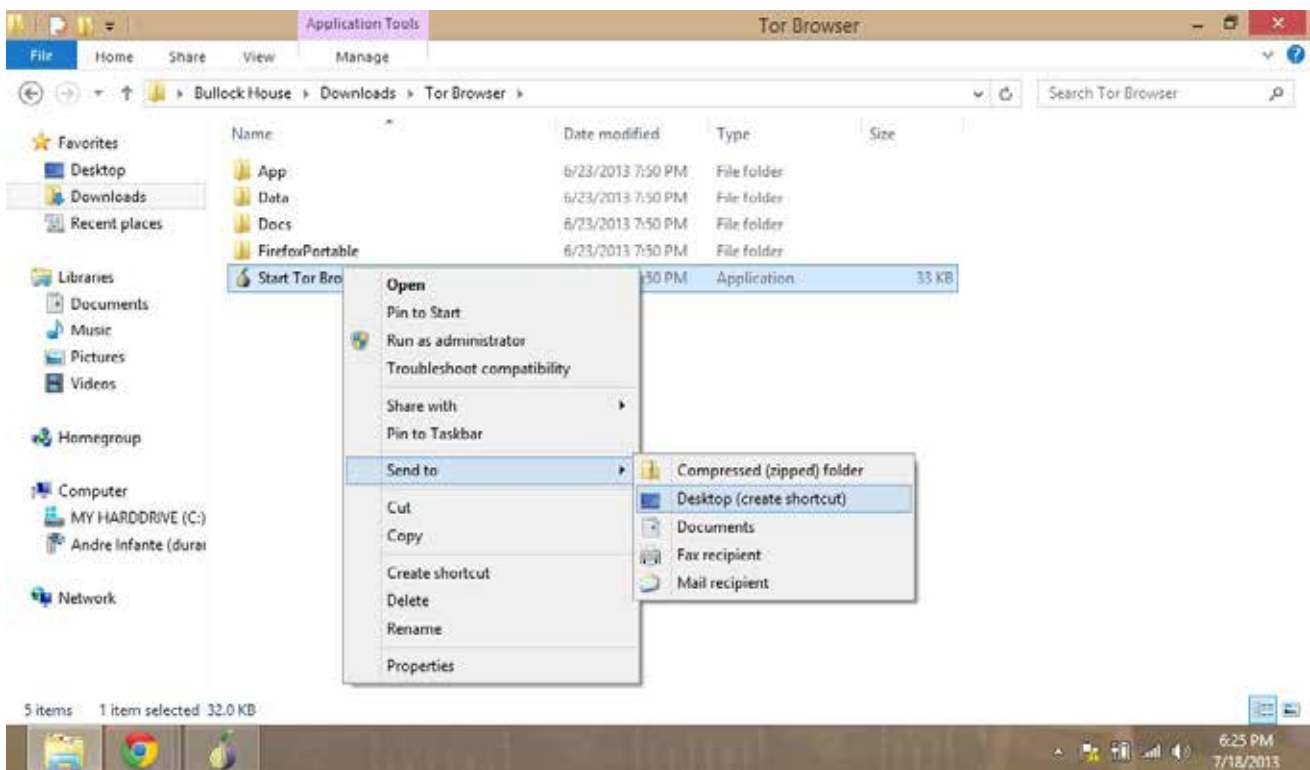 Application Tools Tor Browser
File Home Share View Manage
Bullock House Downloads Tor Browser Search Tor Browser
Name Date modified Type Size
Favorites
Desktop
Downloads
Recent places
Libraries
Documents
Music
Pictures
Videos
Homegroup
Computer
MY HARDDRIVE (C:)
Andre Infante (duran
Network
App 6/23/2013 7:50 PM File folder
Data 6/23/2013 7:50 PM File folder
Docs 6/23/2013 7:50 PM File folder
FirefoxPortable 6/23/2013 7:50 PM File folder
Start Tor Bro 50 PM Application 33 KB
Open
Pin to Start
Run as administrator
Troubleshoot compatibility
Share with
Pin to Taskbar
Send to
Cut
Copy
Create shortcut
Delete
Rename
Properties
Compressed (zipped) folder
Desktop (create shortcut)
Documents
Fax recipient
Mail recipient
5 items 1 item selected 32.0 KB
6:25 PM
7/18/2013